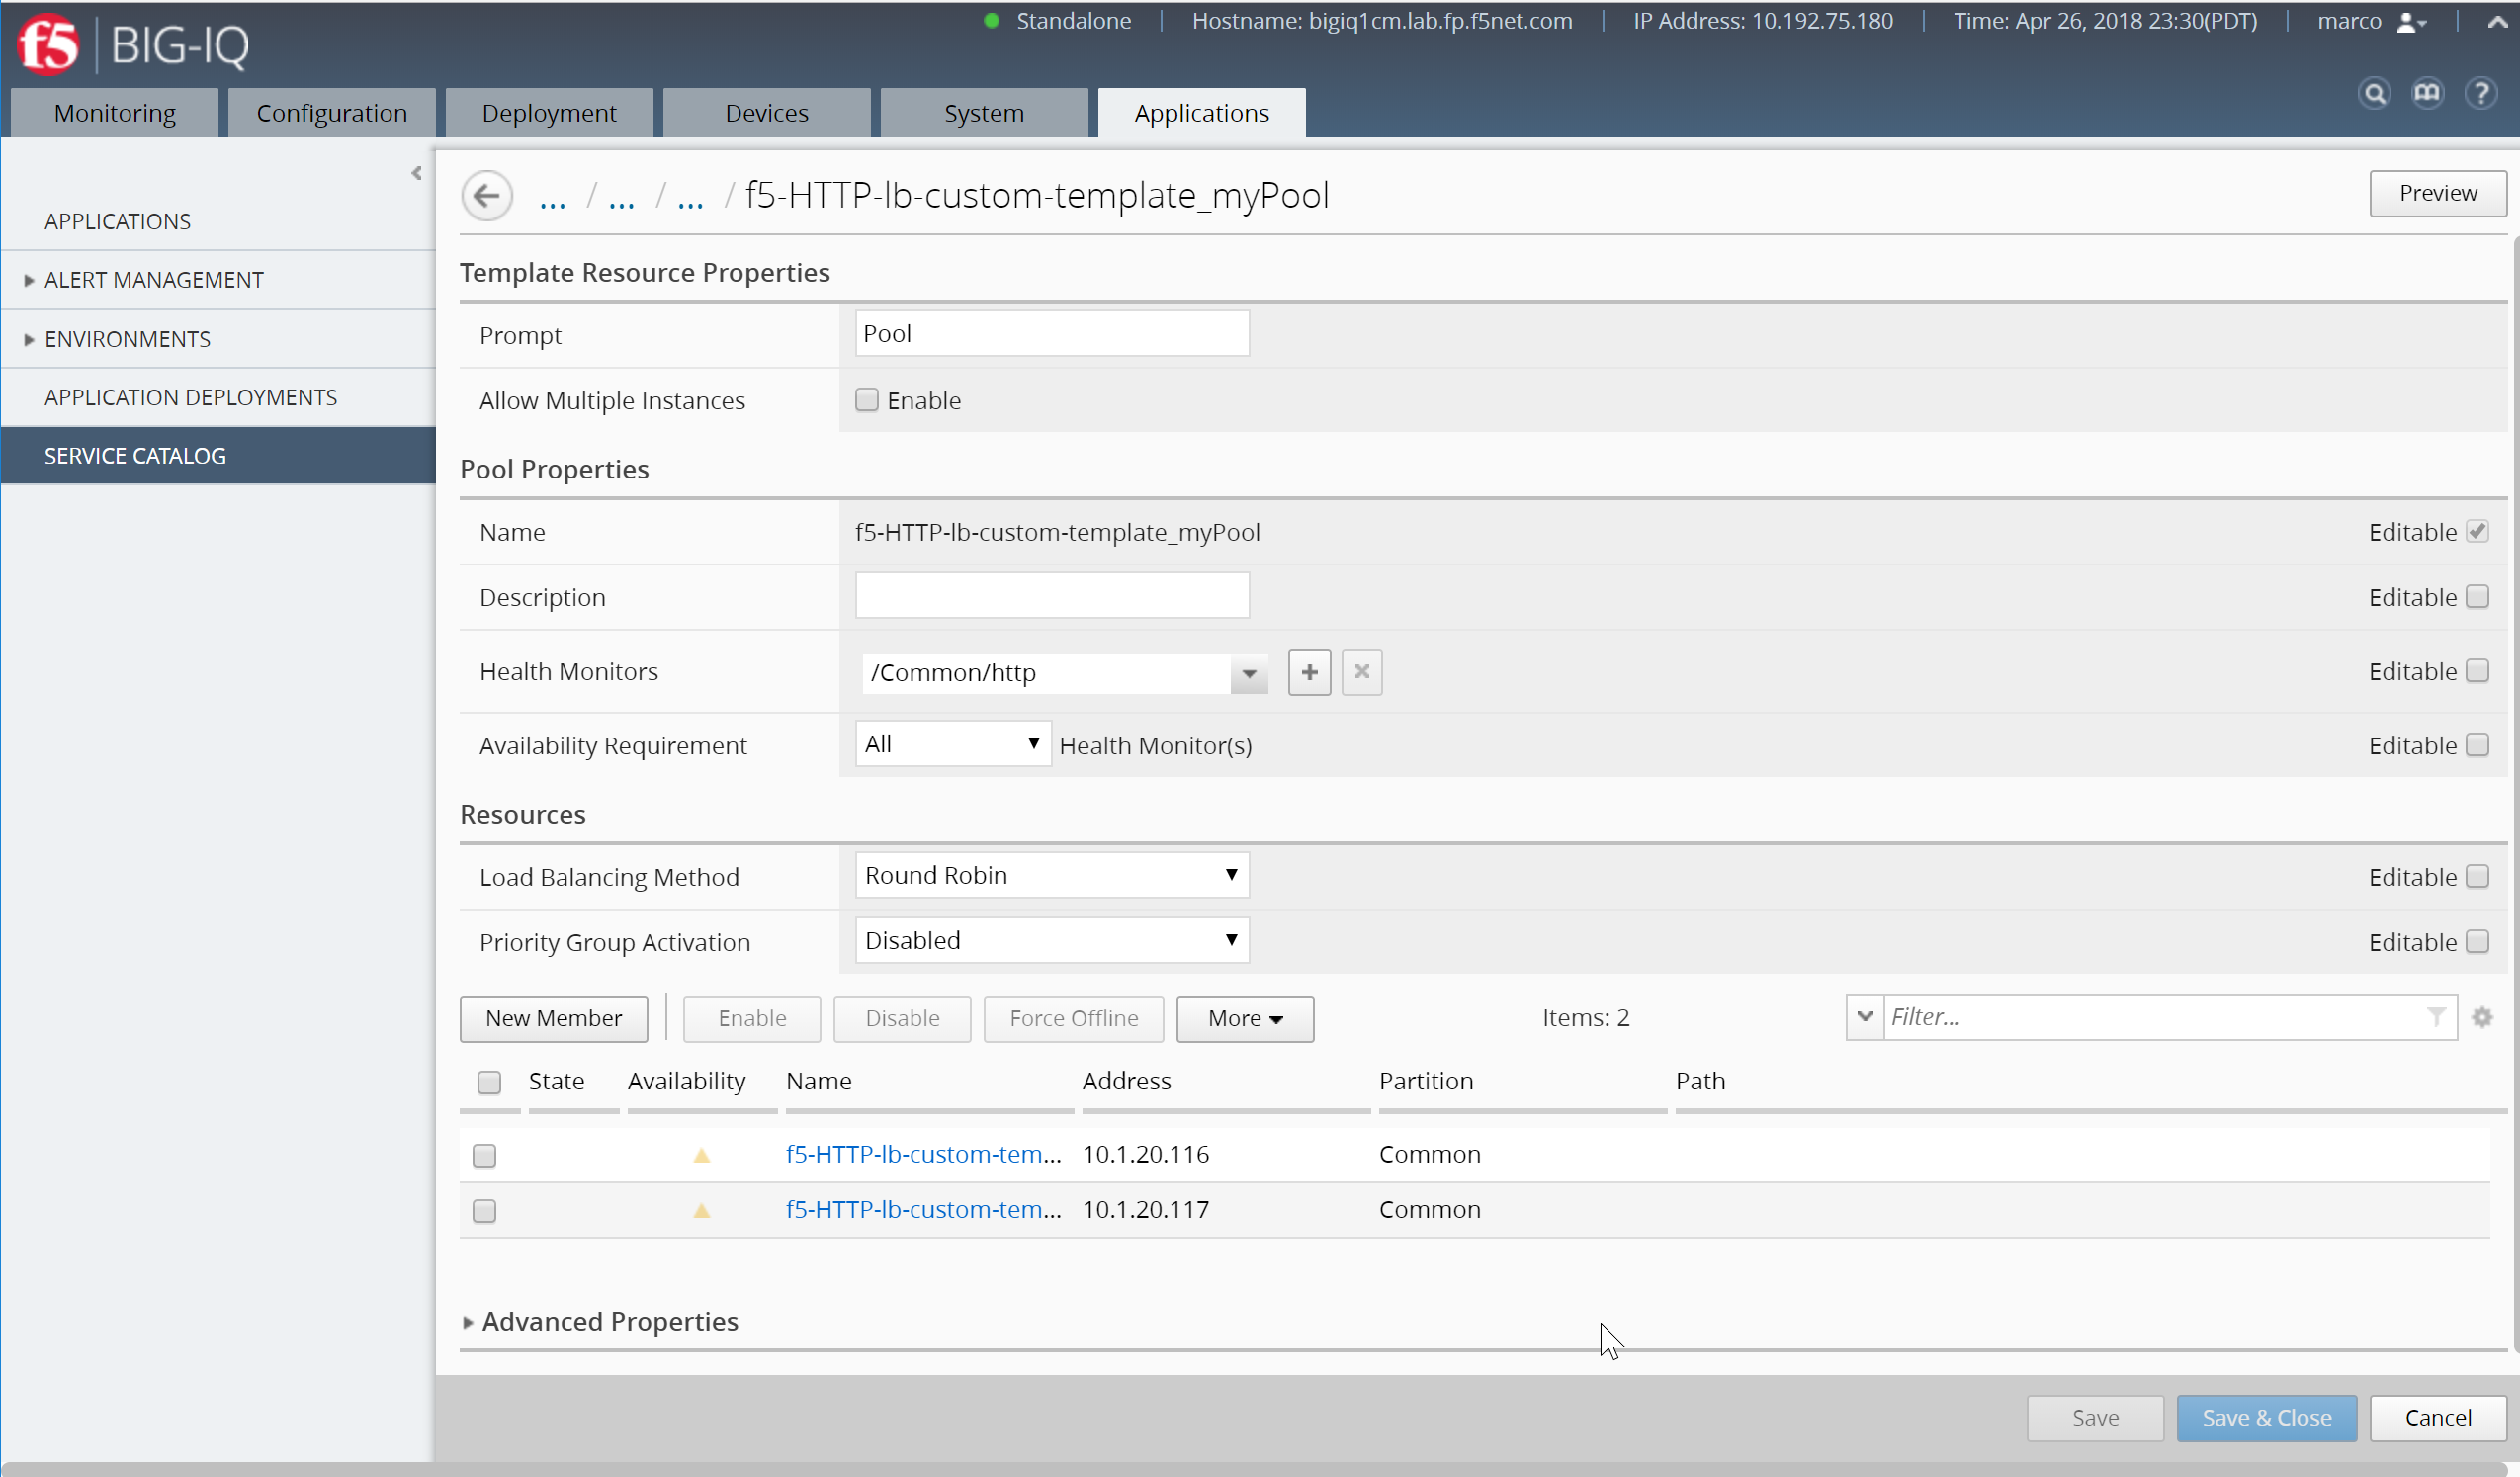 f5 BIG-IQ
Standalone Hostname: bigiq1cm.lab.fp.f5net.com IP Address: 10.192.75.180 Time: Apr 26, 2018 23:30(PDT) marco
Monitoring Configuration Deployment Devices System Applications
APPLICATIONS
ALERT MANAGEMENT
ENVIRONMENTS
APPLICATION DEPLOYMENTS
SERVICE CATALOG
... / ... / ... / f5-HTTP-lb-custom-template_myPool Preview
Template Resource Properties
Prompt Pool
Allow Multiple Instances Enable
Pool Properties
Name f5-HTTP-lb-custom-template_myPool Editable
Description Editable
Health Monitors /Common/http Editable
Availability Requirement All Health Monitor(s) Editable
Resources
Load Balancing Method Round Robin Editable
Priority Group Activation Disabled Editable
New Member Enable Disable Force Offline More Items: 2 Filter...
State Availability Name Address Partition Path
f5-HTTP-lb-custom-tem... 10.1.20.116 Common
f5-HTTP-lb-custom-tem... 10.1.20.117 Common
Advanced Properties
Save Save & Close Cancel